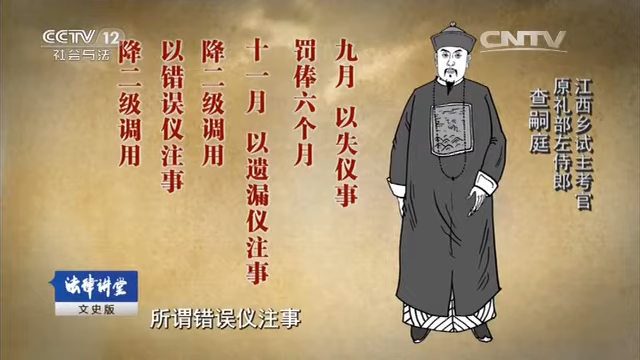 CCTV 12
社会与法
CNTV
江西乡试主考官
原礼部左侍郎
查嗣庭
九月 以失仪事
罚俸六个月
十一月 以遗漏仪注事
降二级调用
以错误仪注事
降二级调用
法律讲堂
文史版
所谓错误仪注事